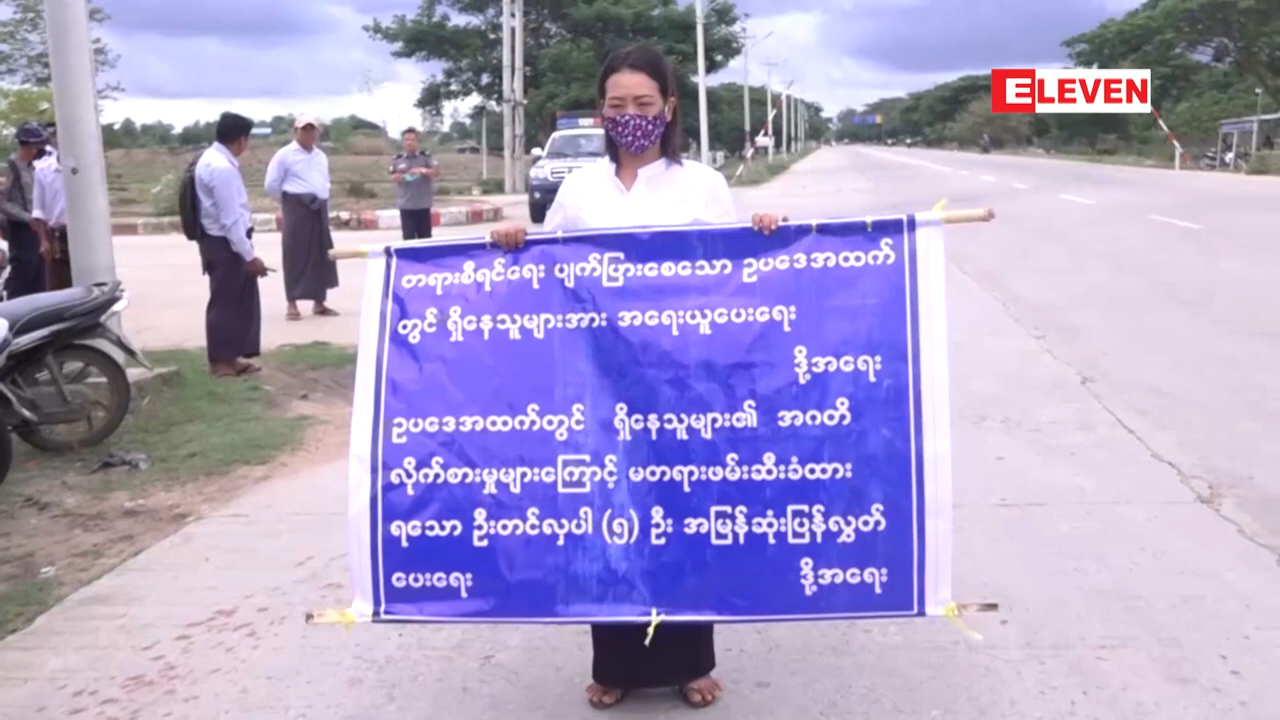 ELEVEN
တရားစီရင်ရေး ပျက်ပြားစေသော ဥပဒေအထက်
တွင် ရှိနေသူများအား အရေးယူပေးရေး
ဒို့အရေး
ဥပဒေအထက်တွင် ရှိနေသူများ၏ အဂတိ
လိုက်စားမှုများကြောင့် မတရားဖမ်းဆီးခံထား
ရသော ဦးတင်လှပါ (၅) ဦး အမြန်ဆုံးပြန်လွှတ်
ပေးရေး ဒို့အရေး